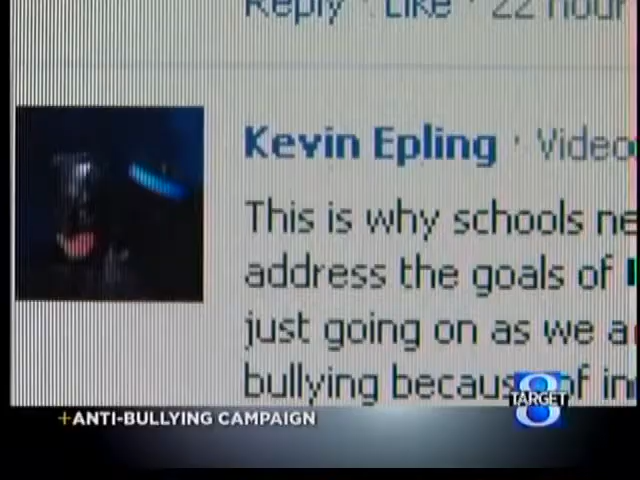 Reply · Like · 22 hour
Kevin Epling · Video
This is why schools ne
address the goals of
just going on as we a
bullying because of in
+ANTI-BULLYING CAMPAIGN
8
TARGET